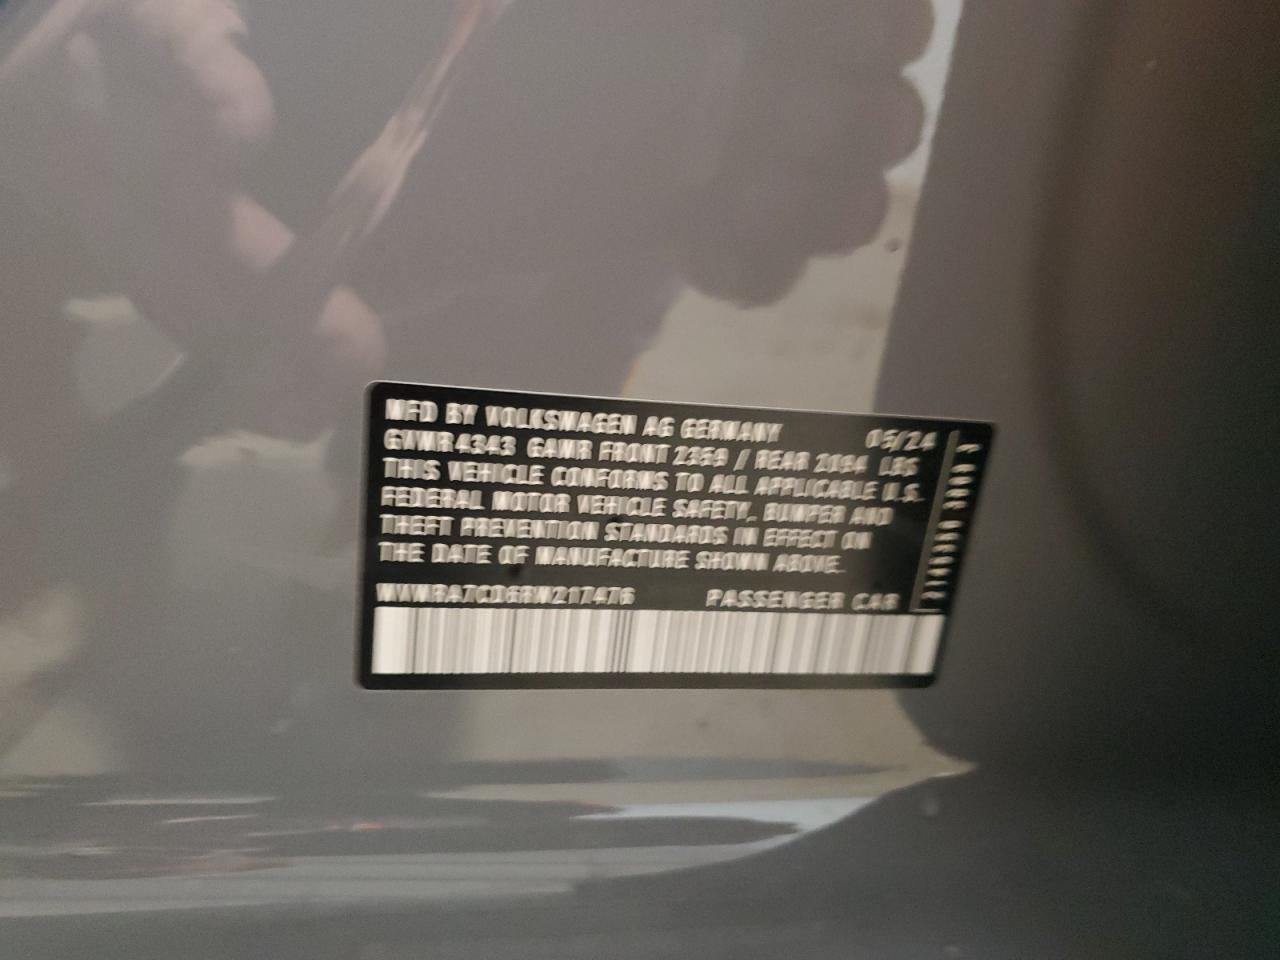 MFD BY VOLKSWAGEN AG GERMANY 05/24
GVWR4343 GAWR FRONT 2359 / REAR 2094 LBS
THIS VEHICLE CONFORMS TO ALL APPLICABLE U.S.
FEDERAL MOTOR VEHICLE SAFETY, BUMPER AND
THEFT PREVENTION STANDARDS IN EFFECT ON
THE DATE OF MANUFACTURE SHOWN ABOVE.
WVWRA7CD6RW217476 PASSENGER CAR